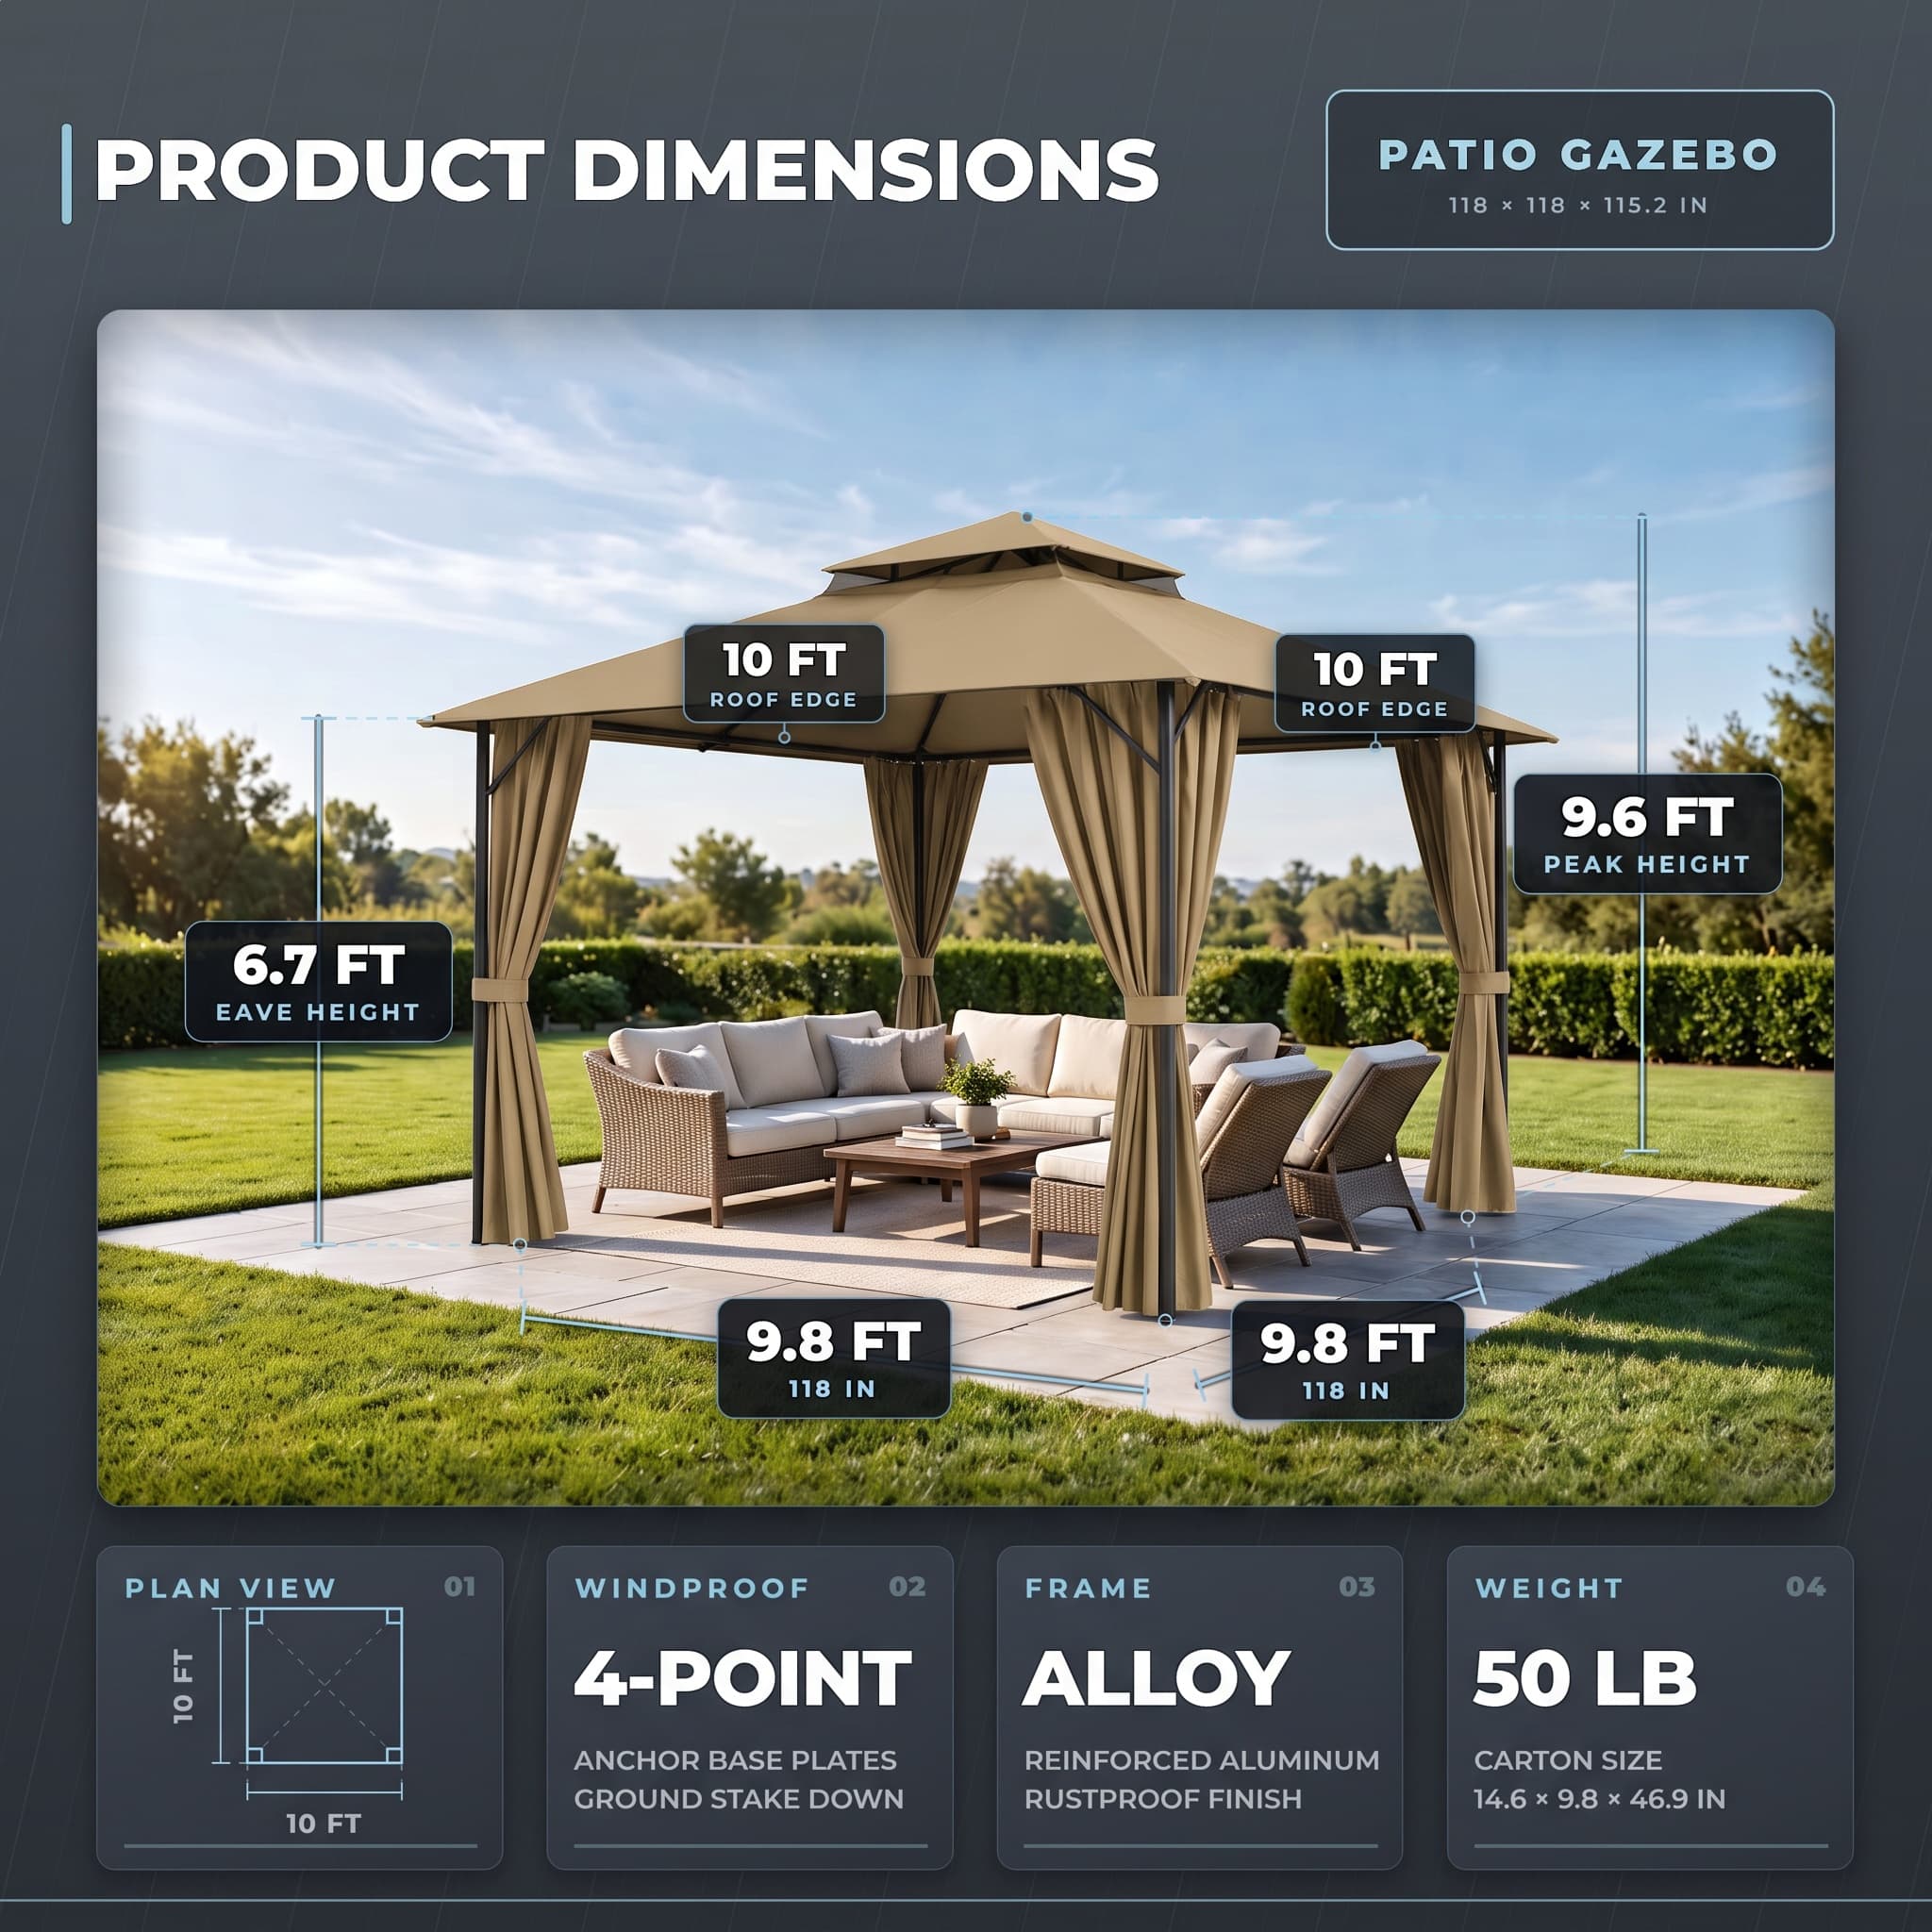 PRODUCT DIMENSIONS
PATIO GAZEBO
118 × 118 × 115.2 IN
10 FT
ROOF EDGE
10 FT
ROOF EDGE
9.6 FT
PEAK HEIGHT
6.7 FT
EAVE HEIGHT
9.8 FT
118 IN
9.8 FT
118 IN
PLAN VIEW 01
10 FT
10 FT
WINDPROOF 02
4-POINT
ANCHOR BASE PLATES
GROUND STAKE DOWN
FRAME 03
ALLOY
REINFORCED ALUMINUM
RUSTPROOF FINISH
WEIGHT 04
50 LB
CARTON SIZE
14.6 × 9.8 × 46.9 IN